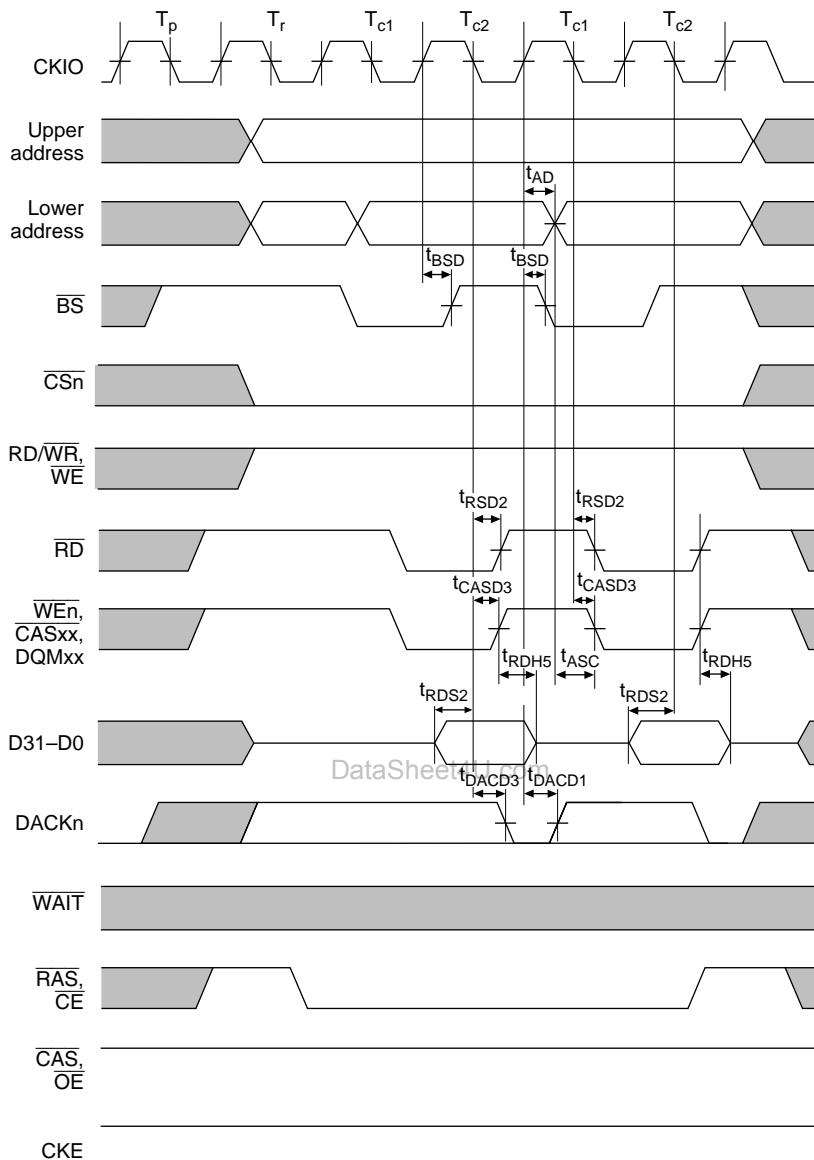 Tp Tr Tc1 Tc2 Tc1 Tc2
CKIO
Upper
address
tAD
Lower
address
tBSD tBSD
BS
CSn
RD/WR,
WE
tRSD2 tRSD2
RD
tCASD3 tCASD3
WEn,
CASxx,
DQMxx
tRDH5 tASC tRDH5
tRDS2 tRDS2
D31–D0
DataSheet4U.com
tDACD3 tDACD1
DACKn
WAIT
RAS,
CE
CAS,
OE
CKE